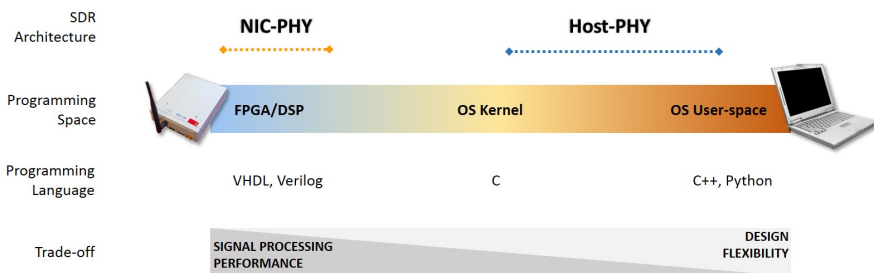 SDR
Architecture
NIC-PHY
Host-PHY
Programming
Space
FPGA/DSP
OS Kernel
OS User-space
Programming
Language
VHDL, Verilog
C
C++, Python
Trade-off
SIGNAL PROCESSING
PERFORMANCE
DESIGN
FLEXIBILITY